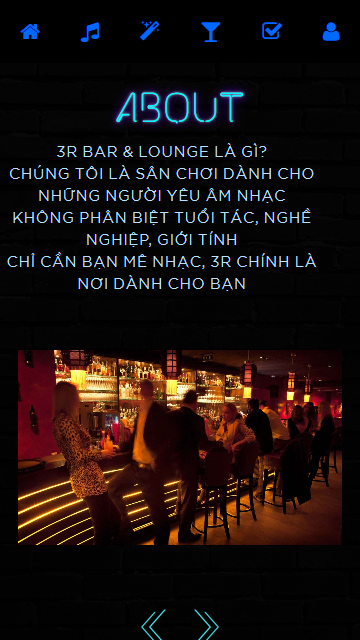 ABOUT
3R BAR & LOUNGE LÀ GÌ?
CHÚNG TÔI LÀ SÂN CHƠI DÀNH CHO
NHỮNG NGƯỜI YÊU ÂM NHẠC
KHÔNG PHÂN BIỆT TUỔI TÁC, NGHỀ
NGHIỆP, GIỚI TÍNH
CHỈ CẦN BẠN MÊ NHẠC, 3R CHÍNH LÀ
NƠI DÀNH CHO BẠN